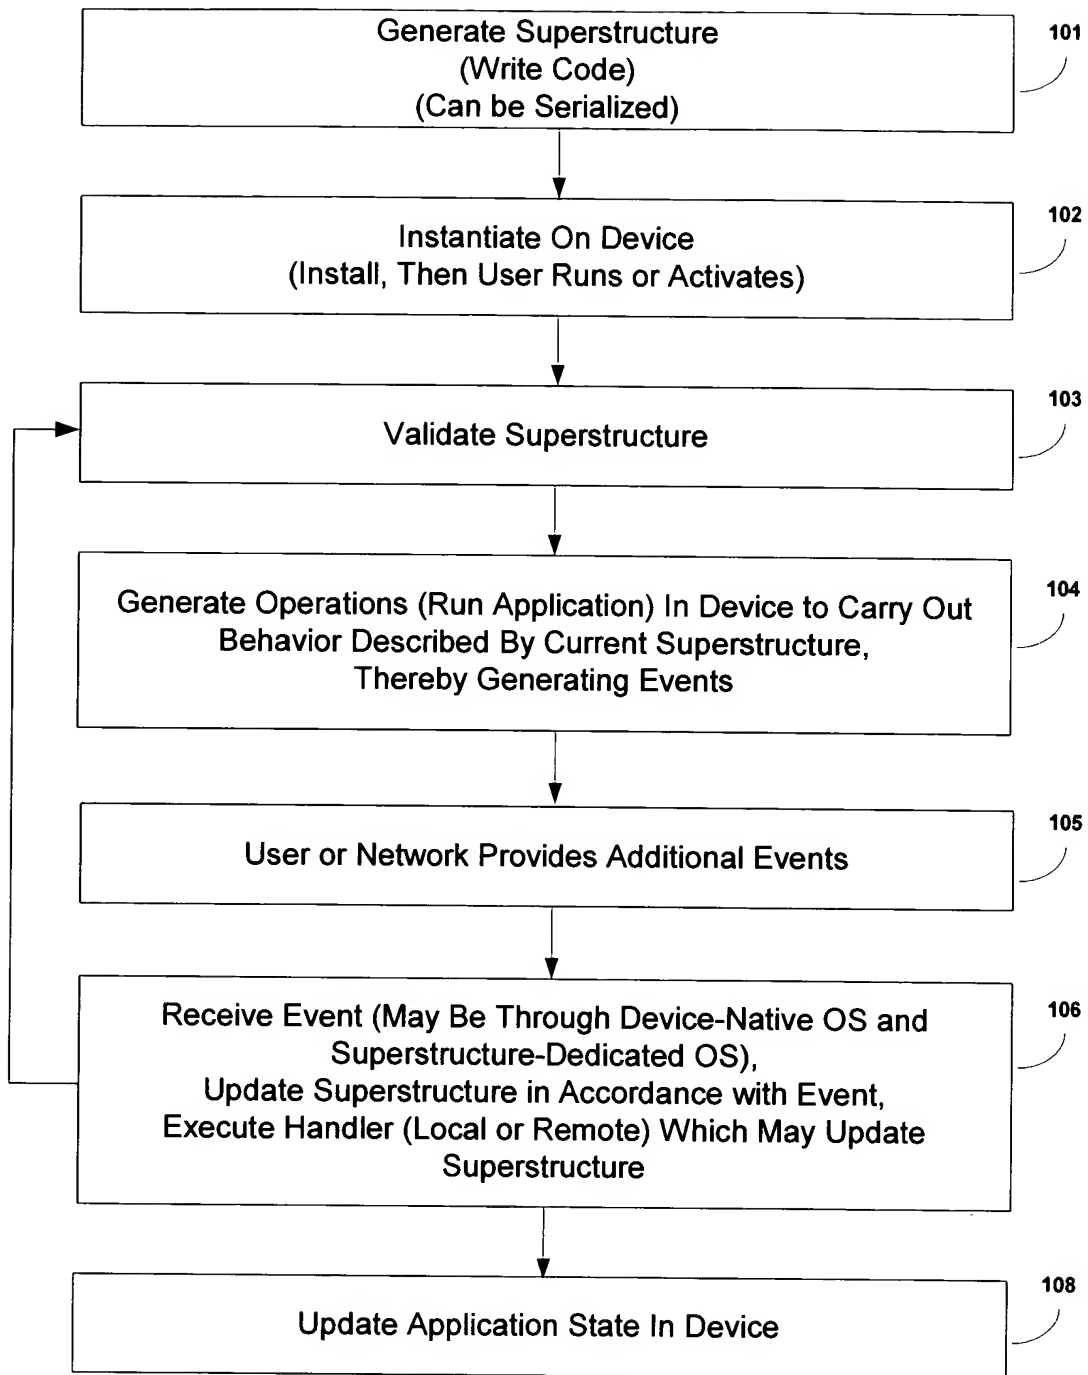 Generate Superstructure
(Write Code)
(Can be Serialized)
101
Instantiate On Device
(Install, Then User Runs or Activates)
102
Validate Superstructure
103
Generate Operations (Run Application) In Device to Carry Out
Behavior Described By Current Superstructure,
Thereby Generating Events
104
User or Network Provides Additional Events
105
Receive Event (May Be Through Device-Native OS and
Superstructure-Dedicated OS),
Update Superstructure in Accordance with Event,
Execute Handler (Local or Remote) Which May Update
Superstructure
106
Update Application State In Device
108